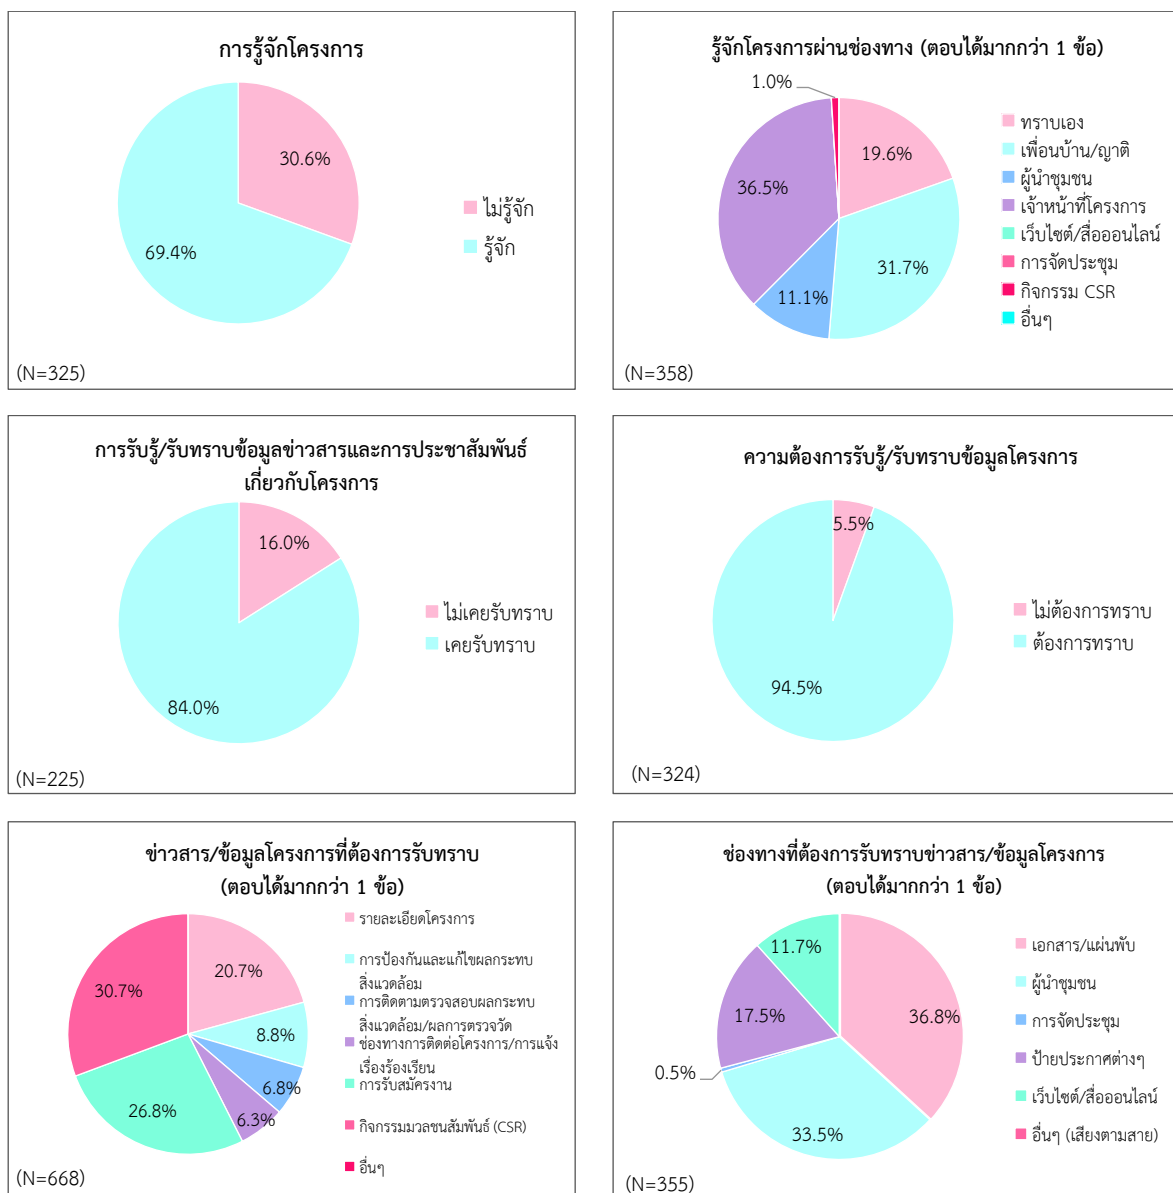 การรู้จักโครงการ
30.6%
69.4%
ไม่รู้จัก
รู้จัก
(N=325)
รู้จักโครงการผ่านช่องทาง (ตอบได้มากกว่า 1 ข้อ)
1.0%
19.6%
36.5%
31.7%
11.1%
ทราบเอง
เพื่อนบ้าน/ญาติ
ผู้นำชุมชน
เจ้าหน้าที่โครงการ
เว็บไซต์/สื่อออนไลน์
การจัดประชุม
กิจกรรม CSR
อื่นๆ
(N=358)
การรับรู้/รับทราบข้อมูลข่าวสารและการประชาสัมพันธ์
เกี่ยวกับโครงการ
16.0%
84.0%
ไม่เคยรับทราบ
เคยรับทราบ
(N=225)
ความต้องการรับรู้/รับทราบข้อมูลโครงการ
5.5%
94.5%
ไม่ต้องการทราบ
ต้องการทราบ
(N=324)
ข่าวสาร/ข้อมูลโครงการที่ต้องการรับทราบ
(ตอบได้มากกว่า 1 ข้อ)
20.7%
30.7%
8.8%
6.8%
26.8%
6.3%
รายละเอียดโครงการ
การป้องกันและแก้ไขผลกระทบ
สิ่งแวดล้อม
การติดตามตรวจสอบผลกระทบ
สิ่งแวดล้อม/ผลการตรวจวัด
ช่องทางการติดต่อโครงการ/การแจ้ง
เรื่องร้องเรียน
การรับสมัครงาน
กิจกรรมมวลชนสัมพันธ์ (CSR)
อื่นๆ
(N=668)
ช่องทางที่ต้องการรับทราบข่าวสาร/ข้อมูลโครงการ
(ตอบได้มากกว่า 1 ข้อ)
11.7%
36.8%
17.5%
0.5%
33.5%
เอกสาร/แผ่นพับ
ผู้นำชุมชน
การจัดประชุม
ป้ายประกาศต่างๆ
เว็บไซต์/สื่อออนไลน์
อื่นๆ (เสียงตามสาย)
(N=355)